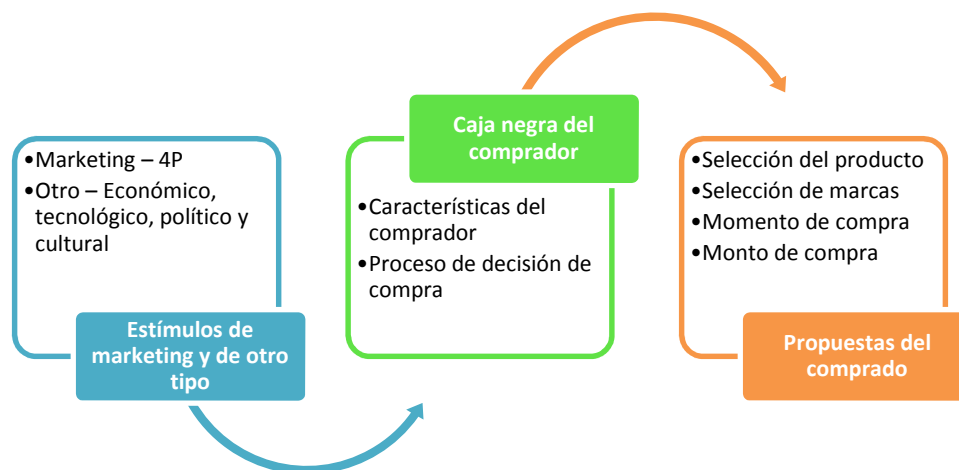 •Marketing – 4P
•Otro – Económico,
tecnológico, político y
cultural
Estímulos de
marketing y de otro
tipo
Caja negra del
comprador
•Características del
comprador
•Proceso de decisión de
compra
•Selección del producto
•Selección de marcas
•Momento de compra
•Monto de compra
Propuestas del
comprado